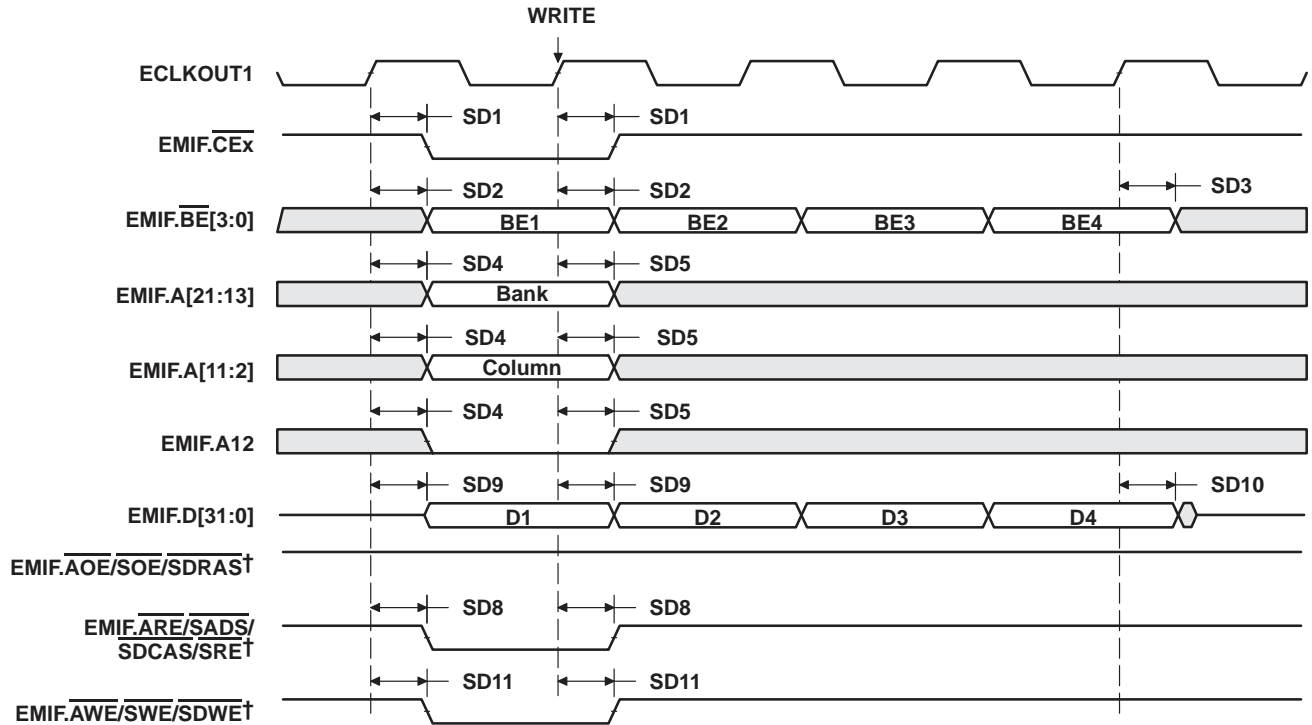 WRITE
ECLKOUT1
SD1 SD1
EMIF.CEx
SD2 SD2 SD3
EMIF.BE[3:0] BE1 BE2 BE3 BE4
SD4 SD5
EMIF.A[21:13] Bank
SD4 SD5
EMIF.A[11:2] Column
SD4 SD5
EMIF.A12
SD9 SD9 SD10
EMIF.D[31:0] D1 D2 D3 D4
EMIF.AOE/SOE/SDRAS†
SD8 SD8
EMIF.ARE/SADS/
SDCAS/SRE†
SD11 SD11
EMIF.AWE/SWE/SDWE†